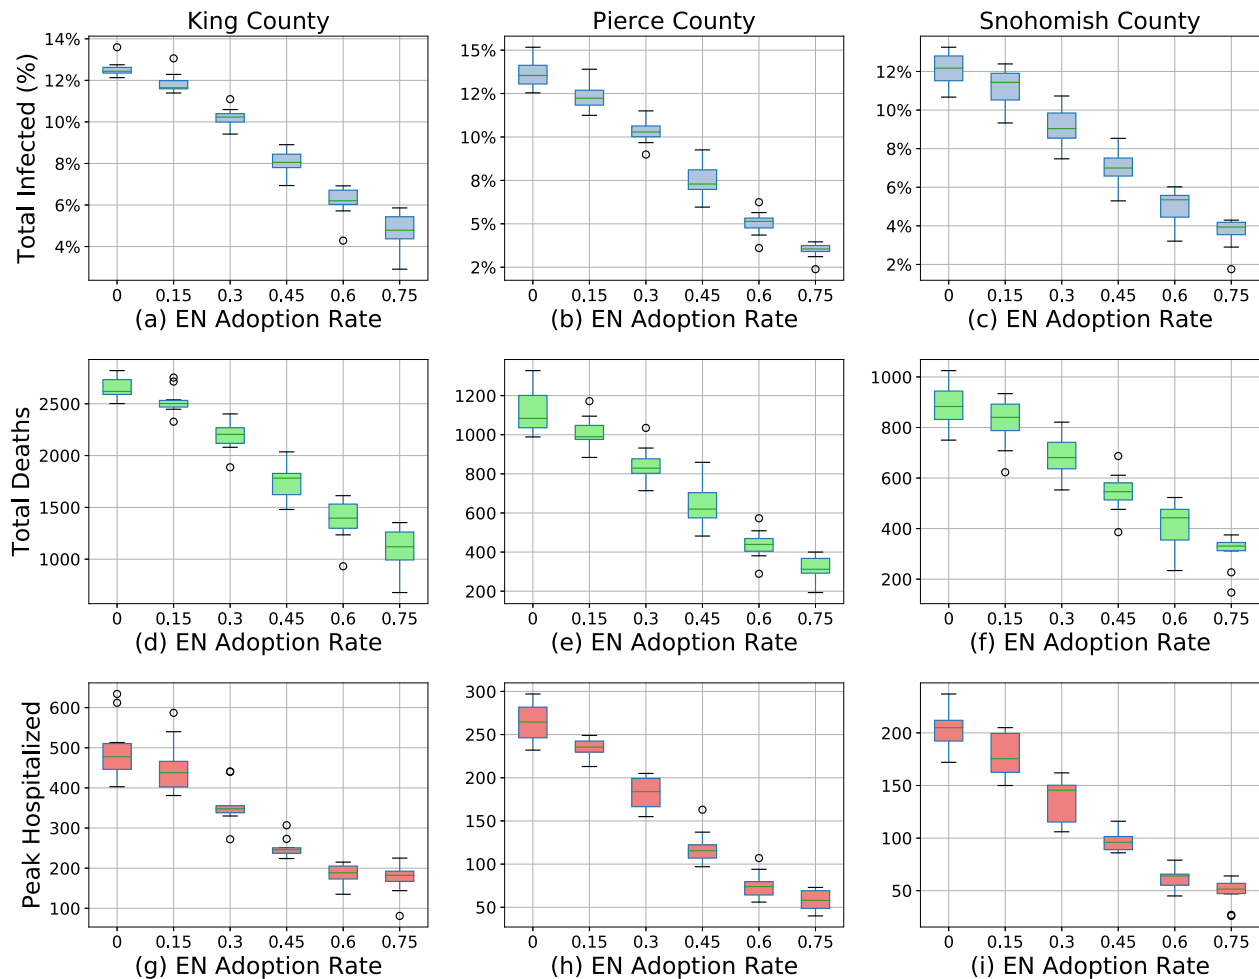 King County
Pierce County
Snohomish County
Total Infected (%)
14%
12%
10%
8%
6%
4%
0 0.15 0.3 0.45 0.6 0.75
(a) EN Adoption Rate
15%
12%
10%
8%
5%
2%
0 0.15 0.3 0.45 0.6 0.75
(b) EN Adoption Rate
12%
10%
8%
6%
4%
2%
0 0.15 0.3 0.45 0.6 0.75
(c) EN Adoption Rate
Total Deaths
2500
2000
1500
1000
0 0.15 0.3 0.45 0.6 0.75
(d) EN Adoption Rate
1200
1000
800
600
400
200
0 0.15 0.3 0.45 0.6 0.75
(e) EN Adoption Rate
1000
800
600
400
200
0 0.15 0.3 0.45 0.6 0.75
(f) EN Adoption Rate
Peak Hospitalized
600
500
400
300
200
100
0 0.15 0.3 0.45 0.6 0.75
(g) EN Adoption Rate
300
250
200
150
100
50
0 0.15 0.3 0.45 0.6 0.75
(h) EN Adoption Rate
200
150
100
50
0 0.15 0.3 0.45 0.6 0.75
(i) EN Adoption Rate